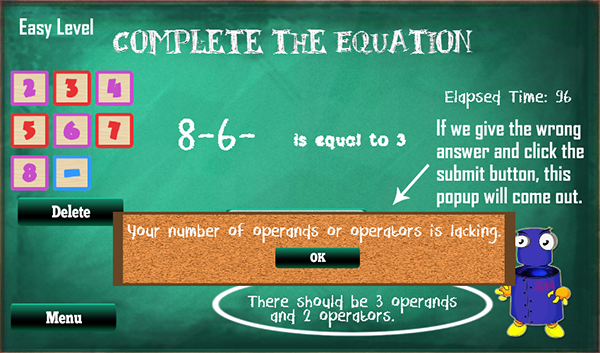 Easy Level
COMPLETE THE EQUATION
2 3 4
5 6 7
8 -
Elapsed Time: 96
8-6- is equal to 3
If we give the wrong
answer and click the
submit button, this
popup will come out.
Delete
Your number of operands or operators is lacking.
OK
There should be 3 operands
and 2 operators.
Menu